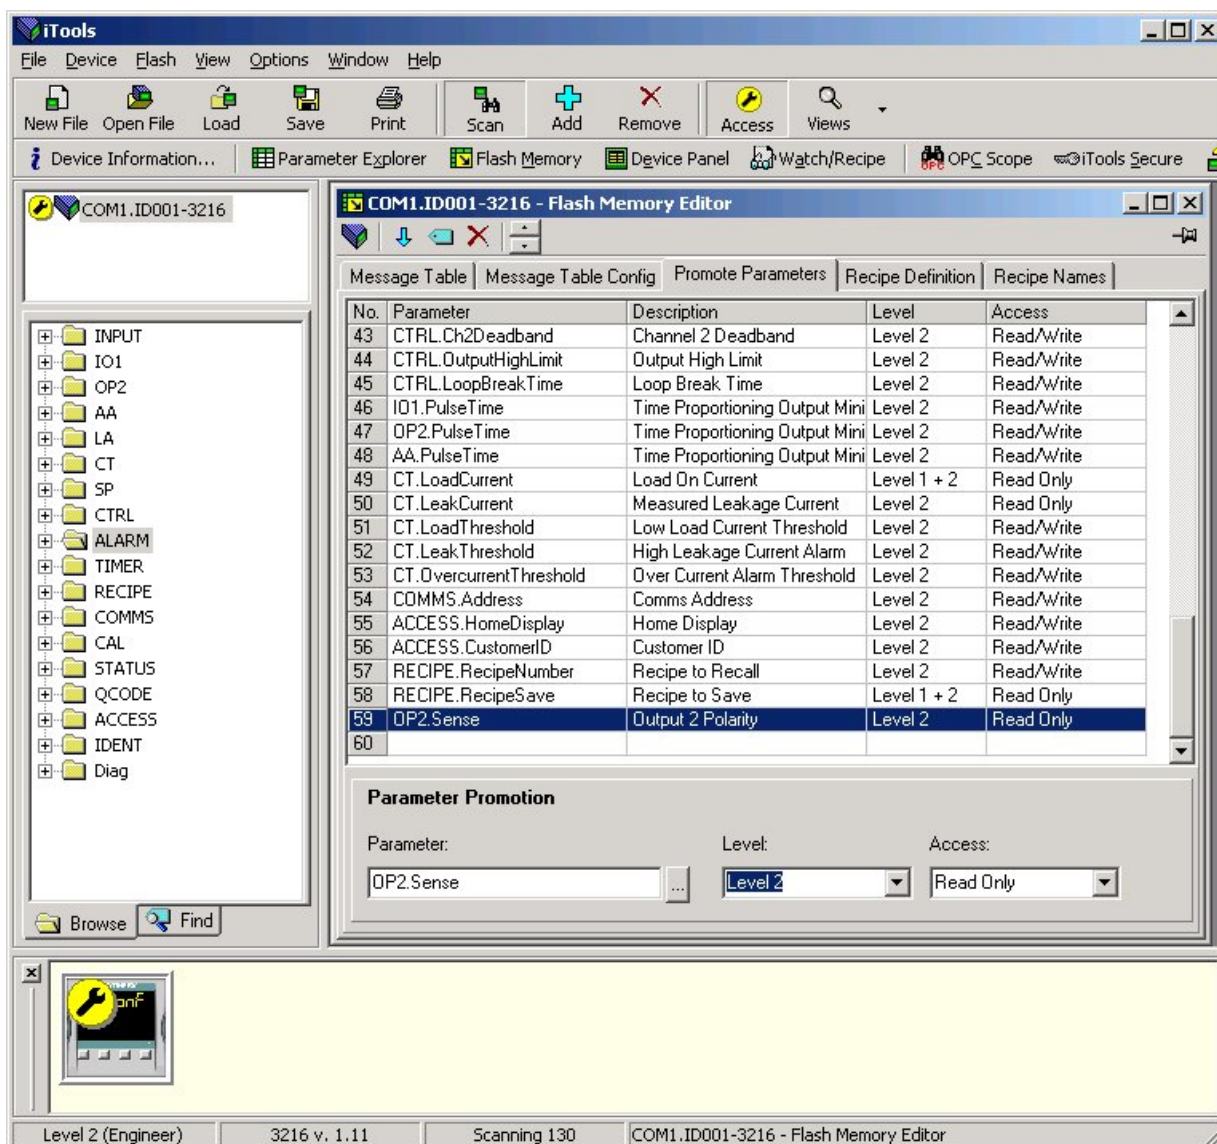 iTools
File Device Flash View Options Window Help
New File Open File Load Save Print Scan Add Remove Access Views
i Device Information... Parameter Explorer Flash Memory Device Panel Watch/Recipe OPC OPC Scope iTools Secure
COM1.ID001-3216
INPUT
IO1
OP2
AA
LA
CT
SP
CTRL
ALARM
TIMER
RECIPE
COMMS
CAL
STATUS
QCODE
ACCESS
IDENT
Diag
Browse Find
COM1.ID001-3216 - Flash Memory Editor
Message Table Message Table Config Promote Parameters Recipe Definition Recipe Names
No. Parameter Description Level Access
43 CTRL.Ch2Deadband Channel 2 Deadband Level 2 Read/Write
44 CTRL.OutputHighLimit Output High Limit Level 2 Read/Write
45 CTRL.LoopBreakTime Loop Break Time Level 2 Read/Write
46 IO1.PulseTime Time Proportioning Output Mini Level 2 Read/Write
47 OP2.PulseTime Time Proportioning Output Mini Level 2 Read/Write
48 AA.PulseTime Time Proportioning Output Mini Level 2 Read/Write
49 CT.LoadCurrent Load On Current Level 1 + 2 Read Only
50 CT.LeakCurrent Measured Leakage Current Level 2 Read Only
51 CT.LoadThreshold Low Load Current Threshold Level 2 Read/Write
52 CT.LeakThreshold High Leakage Current Alarm Level 2 Read/Write
53 CT.OvercurrentThreshold Over Current Alarm Threshold Level 2 Read/Write
54 COMMS.Address Comms Address Level 2 Read/Write
55 ACCESS.HomeDisplay Home Display Level 2 Read/Write
56 ACCESS.CustomerID Customer ID Level 2 Read/Write
57 RECIPE.RecipeNumber Recipe to Recall Level 2 Read/Write
58 RECIPE.RecipeSave Recipe to Save Level 1 + 2 Read Only
59 OP2.Sense Output 2 Polarity Level 2 Read Only
60
Parameter Promotion
Parameter: Level: Access:
OP2.Sense ... Level 2 Read Only
Level 2 (Engineer) 3216 v. 1.11 Scanning 130 COM1.ID001-3216 - Flash Memory Editor